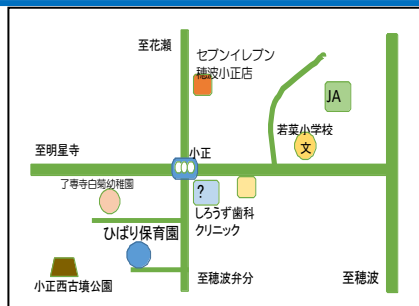 至花瀬
セブンイレブン
穂波小正店
JA
若菜小学校
文
至明星寺
小正
了専寺白菊幼稚園
?
しろうず歯科
クリニック
ひばり保育園
小正西古墳公園
至穂波弁分
至穂波